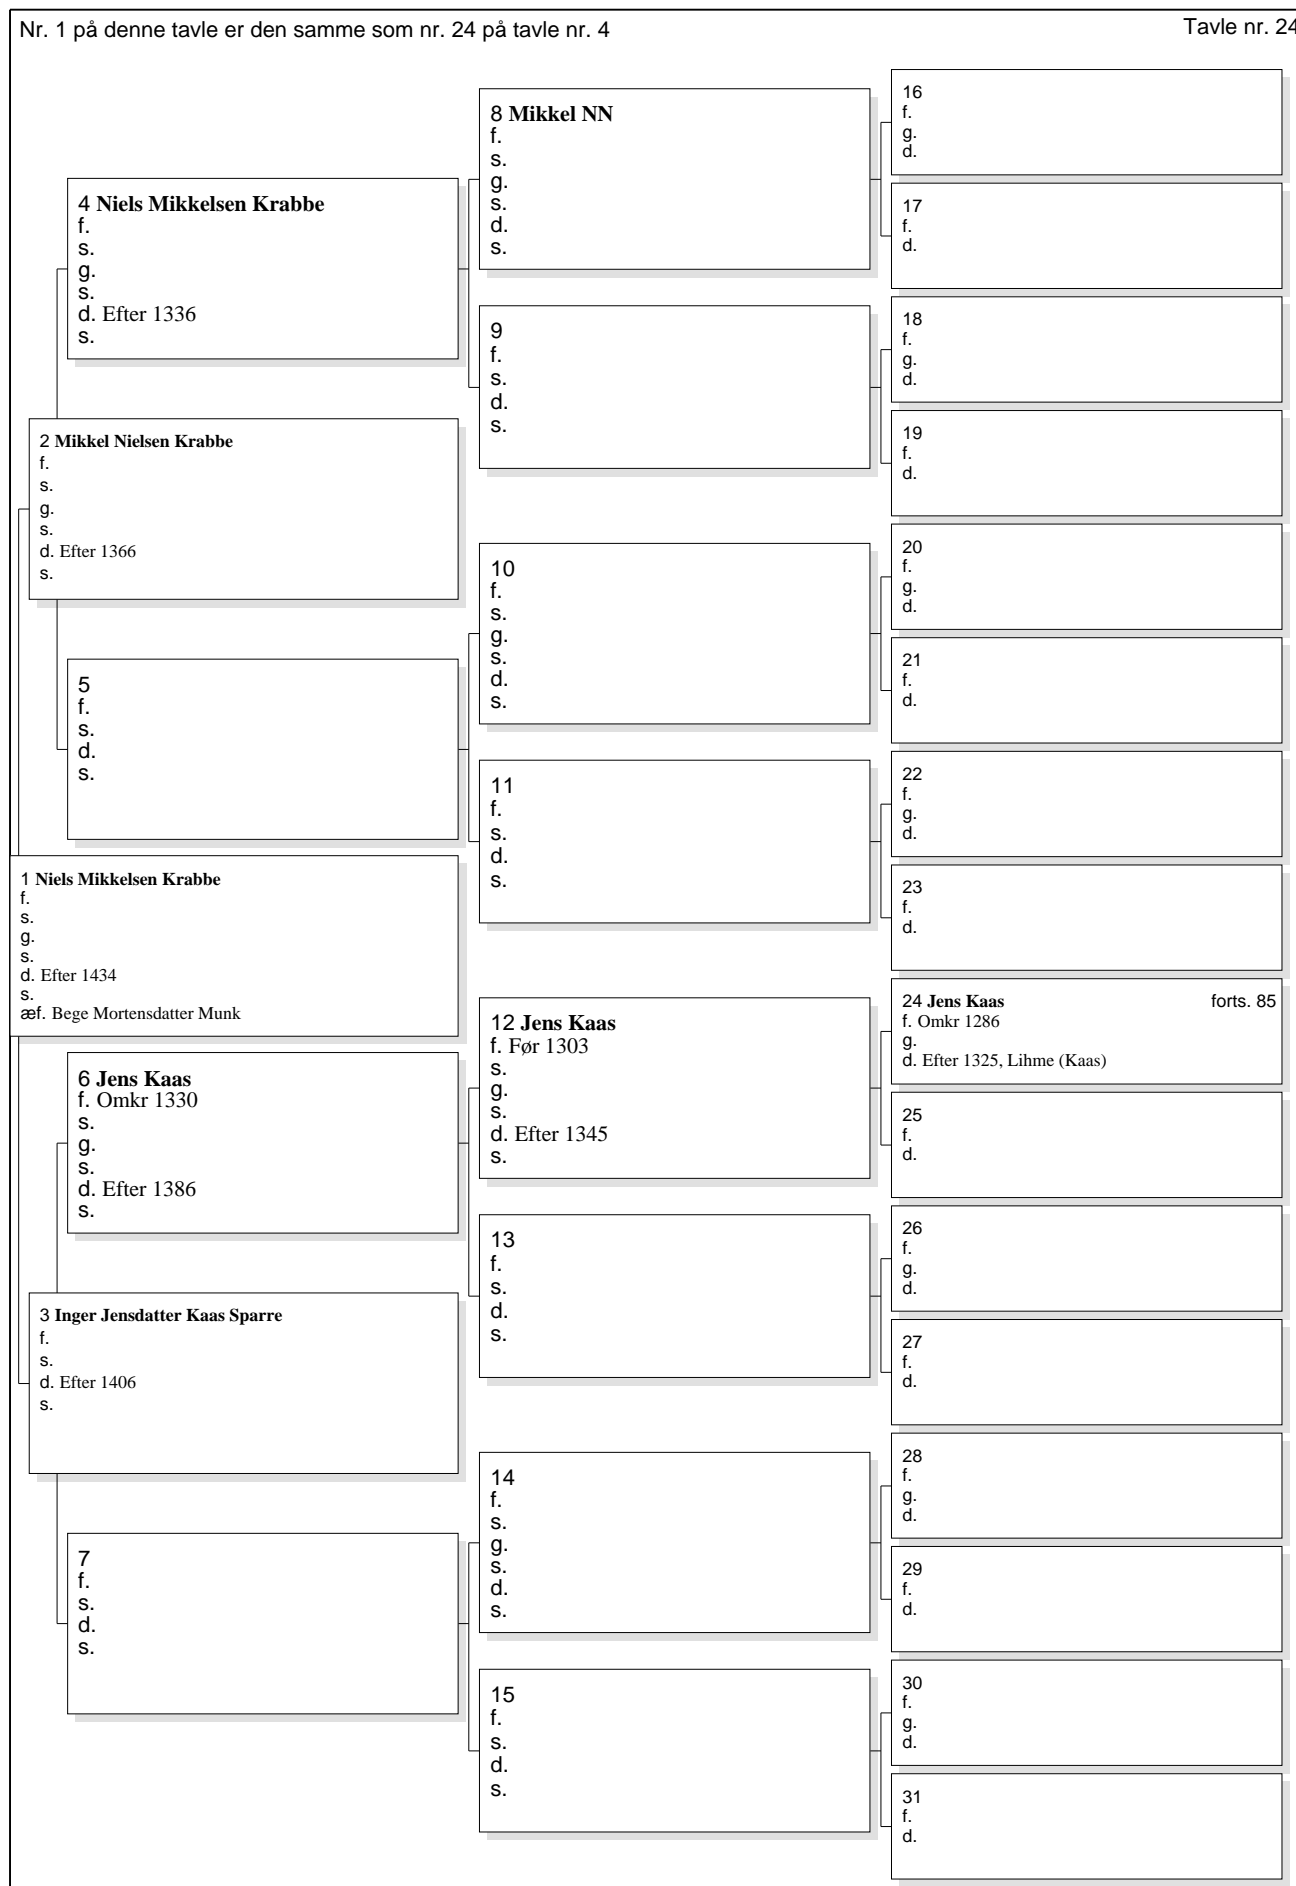 Nr. 1 på denne tavle er den samme som nr. 24 på tavle nr. 4
Tavle nr. 24
4 Niels Mikkelsen Krabbe
f.
s.
g.
s.
d. Efter 1336
s.
2 Mikkel Nielsen Krabbe
f.
s.
g.
s.
d. Efter 1366
s.
5
f.
s.
d.
s.
1 Niels Mikkelsen Krabbe
f.
s.
g.
s.
d. Efter 1434
s.
æf. Bege Mortensdatter Munk
6 Jens Kaas
f. Omkr 1330
s.
g.
s.
d. Efter 1386
s.
3 Inger Jensdatter Kaas Sparre
f.
s.
d. Efter 1406
s.
7
f.
s.
d.
s.
8 Mikkel NN
f.
s.
g.
s.
d.
s.
9
f.
s.
d.
s.
10
f.
s.
g.
s.
d.
s.
11
f.
s.
d.
s.
12 Jens Kaas
f. Før 1303
s.
g.
s.
d. Efter 1345
s.
13
f.
s.
d.
s.
14
f.
s.
g.
s.
d.
s.
15
f.
s.
d.
s.
16
f.
g.
d.
17
f.
d.
18
f.
g.
d.
19
f.
d.
20
f.
g.
d.
21
f.
d.
22
f.
g.
d.
23
f.
d.
24 Jens Kaas forts. 85
f. Omkr 1286
g.
d. Efter 1325, Lihme (Kaas)
25
f.
d.
26
f.
g.
d.
27
f.
d.
28
f.
g.
d.
29
f.
d.
30
f.
g.
d.
31
f.
d.